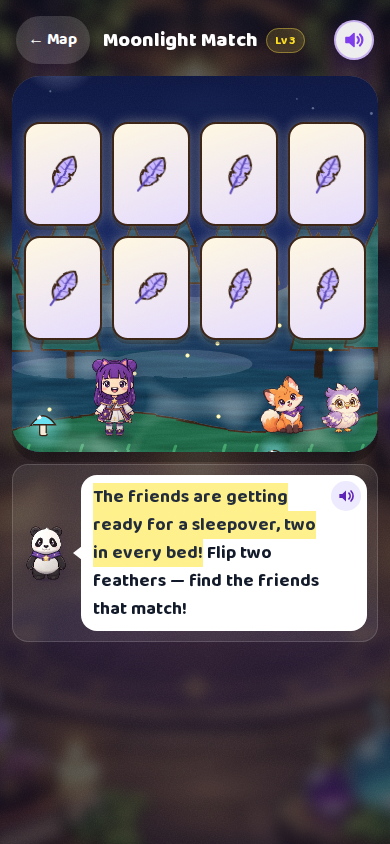 ← Map
Moonlight Match
Lv 3
The friends are getting
ready for a sleepover, two
in every bed! Flip two
feathers — find the friends
that match!